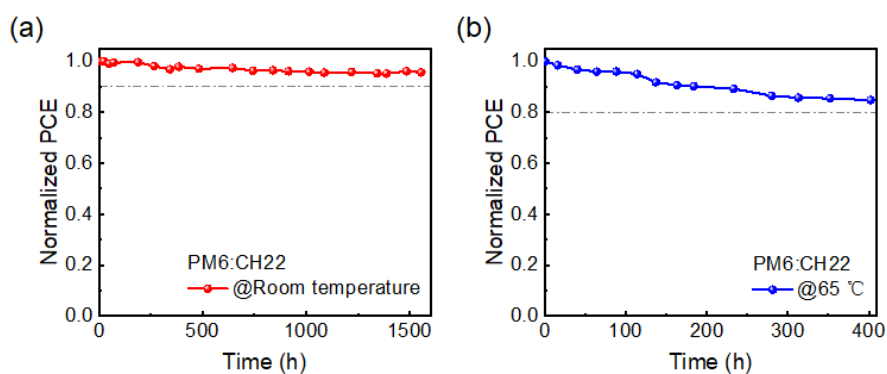 (a)
Normalized PCE
1.0
0.8
0.6
0.4
0.2
0.0
PM6:CH22
@Room temperature
0 500 1000 1500
Time (h)
(b)
Normalized PCE
1.0
0.8
0.6
0.4
0.2
0.0
PM6:CH22
@65 ℃
0 100 200 300 400
Time (h)